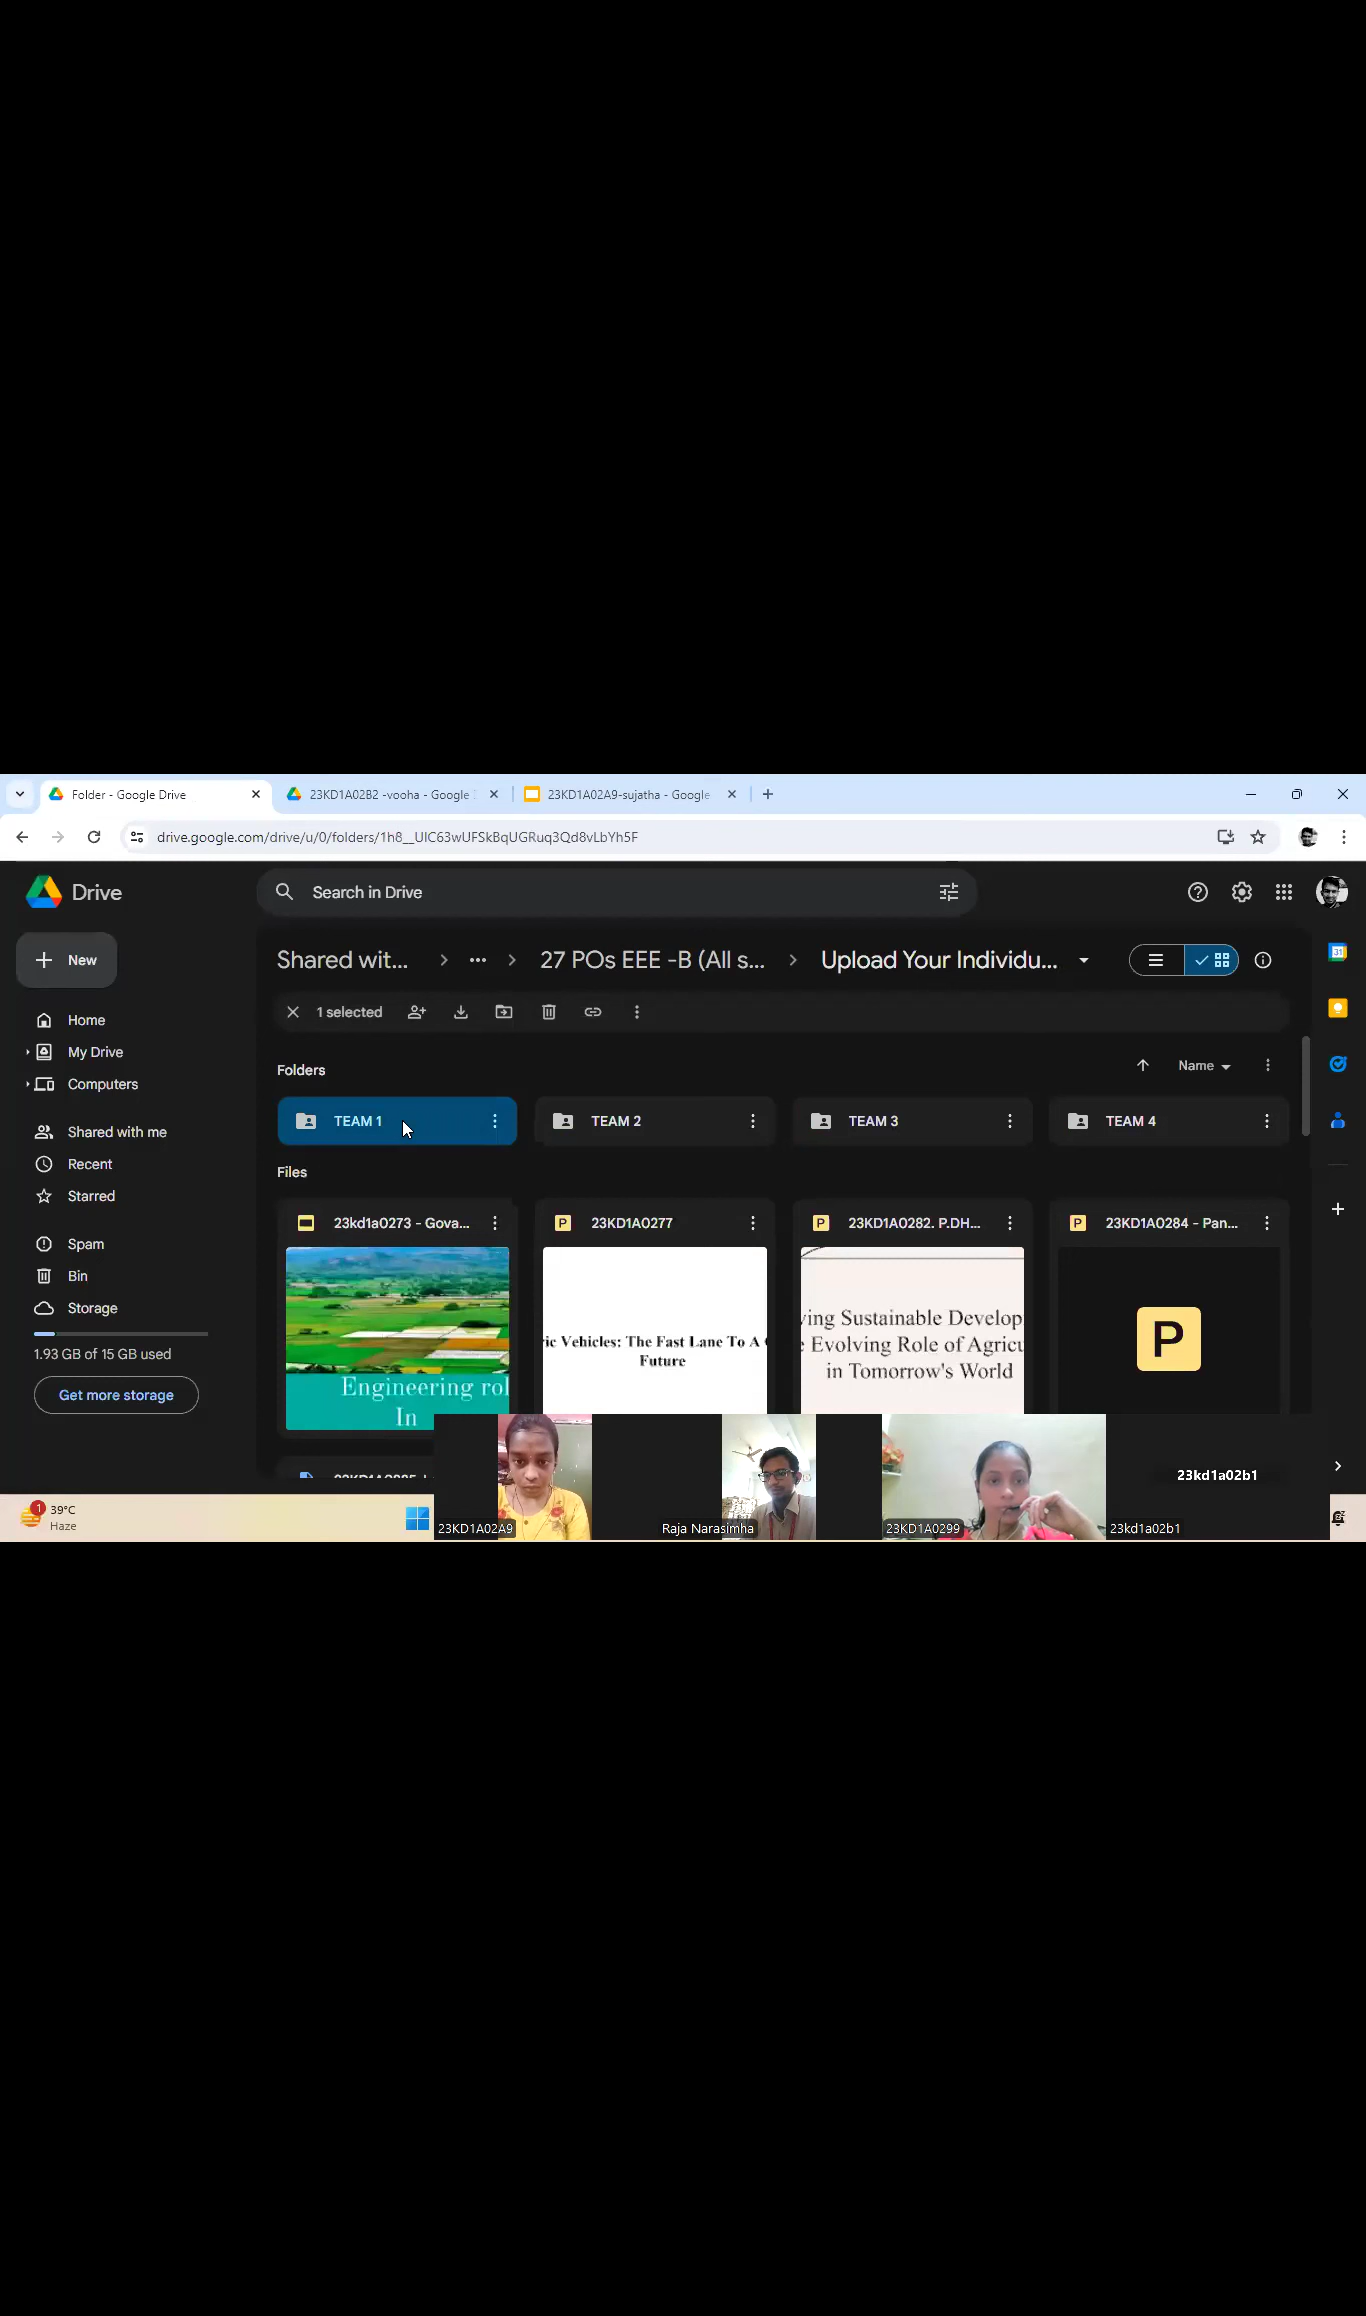 Folder - Google Drive
23KD1A02B2 -vooha - Google
23KD1A02A9-sujatha - Google
drive.google.com/drive/u/0/folders/1h8__UIC63wUFSkBqUGRuq3Qd8vLbYh5F
Drive
Search in Drive
New
Shared wit... > ... > 27 POs EEE -B (All s... > Upload Your Individu...
1 selected
Home
My Drive
Computers
Shared with me
Recent
Starred
Spam
Bin
Storage
1.93 GB of 15 GB used
Get more storage
Folders
Name
TEAM 1
TEAM 2
TEAM 3
TEAM 4
Files
23kd1a0273 - Gova...
23KD1A0277
23KD1A0282. P.DH...
23KD1A0284 - Pan...
Engineering rol
In
ric Vehicles: The Fast Lane To A
Future
ving Sustainable Develop
Evolving Role of Agricu
in Tomorrow's World
P
31
1
39°C
Haze
23KD1A02A9
Raja Narasimha
23KD1A0299
23kd1a02b1
23kd1a02b1